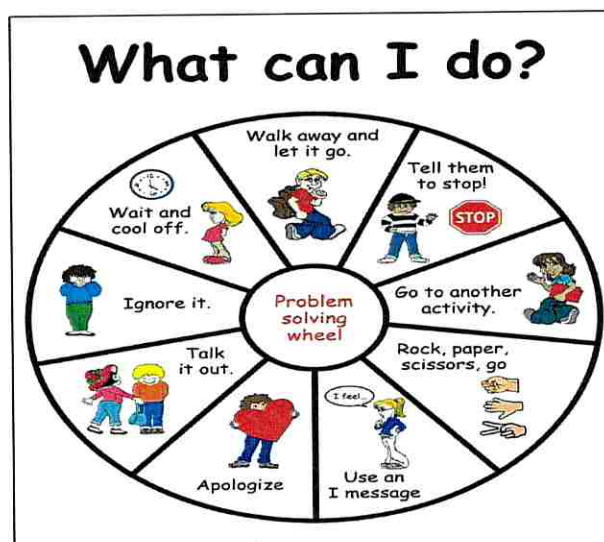 What can I do?
Walk away and
let it go.
Tell them
to stop!
STOP
Go to another
activity.
Rock, paper,
scissors, go
I feel...
Use an
I message
Apologize
Talk
it out.
Ignore it.
Wait and
cool off.
Problem
solving
wheel